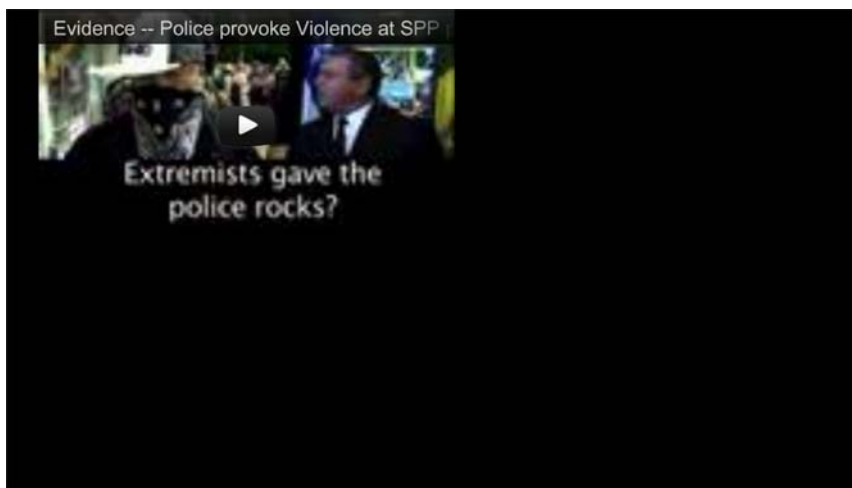 Evidence -- Police provoke Violence at SPP
Extremists gave the
police rocks?